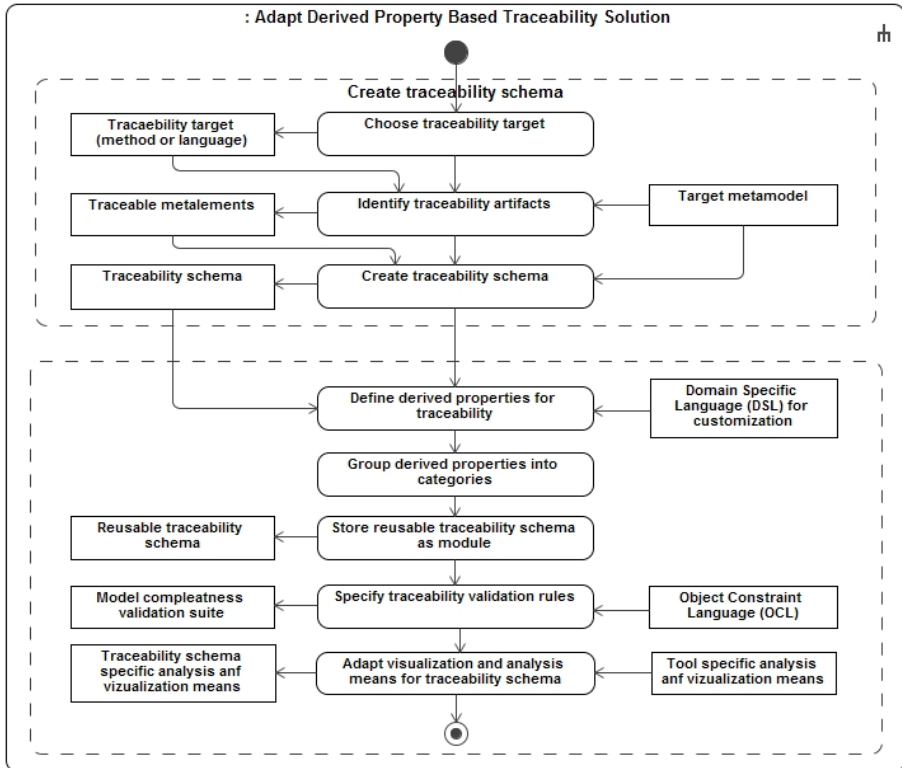 : Adapt Derived Property Based Traceability Solution
Create traceability schema
Tracaebility target
(method or language)
Choose traceability target
Traceable metalements
Identify traceability artifacts
Target metamodel
Traceability schema
Create traceability schema
Define derived properties for
traceability
Domain Specific
Language (DSL) for
customization
Group derived properties into
categories
Reusable traceability
schema
Store reusable traceability schema
as module
Model compleatness
validation suite
Specify traceability validation rules
Object Constraint
Language (OCL)
Traceability schema
specific analysis anf
vizualization means
Adapt visualization and analysis
means for traceability schema
Tool specific analysis
anf vizualization means